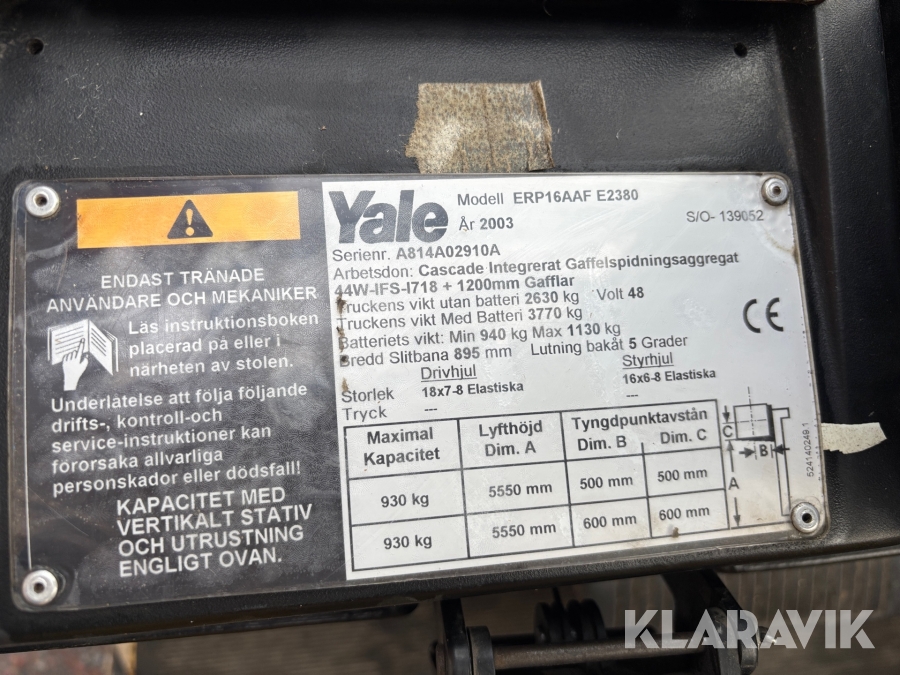 ENDAST TRÄNADE
ANVÄNDARE OCH MEKANIKER
Läs instruktionsboken
placerad på eller i
närheten av stolen.
Underlåtelse att följa följande
drifts-, kontroll-och
service-instruktioner kan
förorsaka allvarliga
personskador eller dödsfall!
KAPACITET MED
VERTIKALT STATIV
OCH UTRUSTNING
ENGLIGT OVAN.
Yale Modell ERP16AAF E2380
År 2003 S/O- 139052
Serienr. A814A02910A
Arbetsdon: Cascade Integrerat Gaffelspidningsaggregat
44W-IFS-I718 + 1200mm Gafflar
Truckens vikt utan batteri 2630 kg Volt 48
Truckens vikt Med Batteri 3770 kg
Batteriets vikt: Min 940 kg Max 1130 kg
Bredd Slitbana 895 mm Lutning bakåt 5 Grader
Drivhjul Styrhjul
Storlek 18x7-8 Elastiska 16x6-8 Elastiska
Tryck --- ---
Maximal Kapacitet Lyfthöjd Dim. A Tyngdpunktavstån Dim. B Dim. C
930 kg 5550 mm 500 mm 500 mm
930 kg 5550 mm 600 mm 600 mm
C B A
524140249.1
CE
KLARAVIK